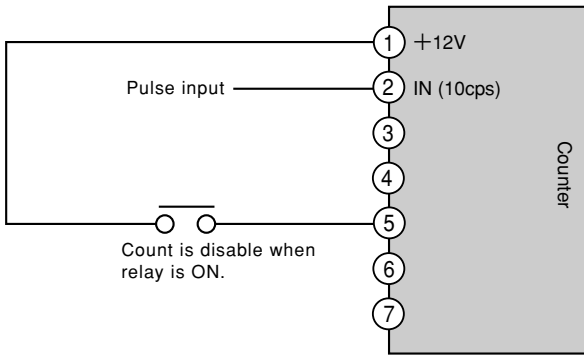 1 +12V
Pulse input 2 IN (10cps)
3
4
5
Count is disable when
relay is ON.
6
7
Counter